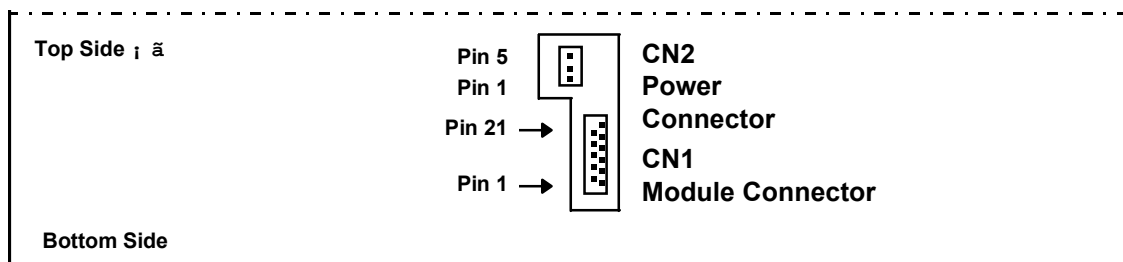 Top Side ¡ ã
Pin 5
Pin 1
Pin 21
Pin 1
CN2
Power
Connector
CN1
Module Connector
Bottom Side